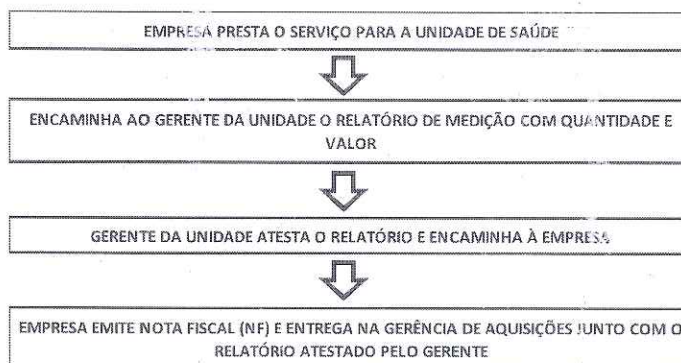 EMPRESA PRESTA O SERVIÇO PARA A UNIDADE DE SAÚDE
ENCAMINHA AO GERENTE DA UNIDADE O RELATÓRIO DE MEDIÇÃO COM QUANTIDADE E
VALOR
GERENTE DA UNIDADE ATESTA O RELATÓRIO E ENCAMINHA À EMPRESA
EMPRESA EMITE NOTA FISCAL (NF) E ENTREGA NA GERÊNCIA DE AQUISIÇÕES JUNTO COM O
RELATÓRIO ATESTADO PELO GERENTE